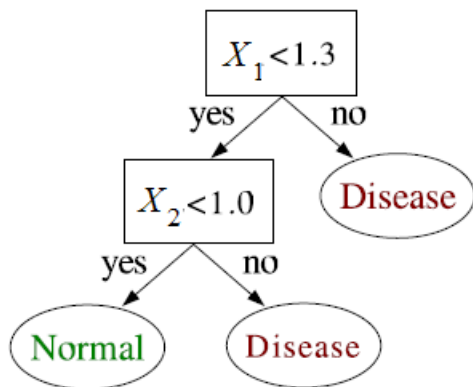 X₁<1.3
yes no
X₂<1.0
Disease
yes no
Normal
Disease